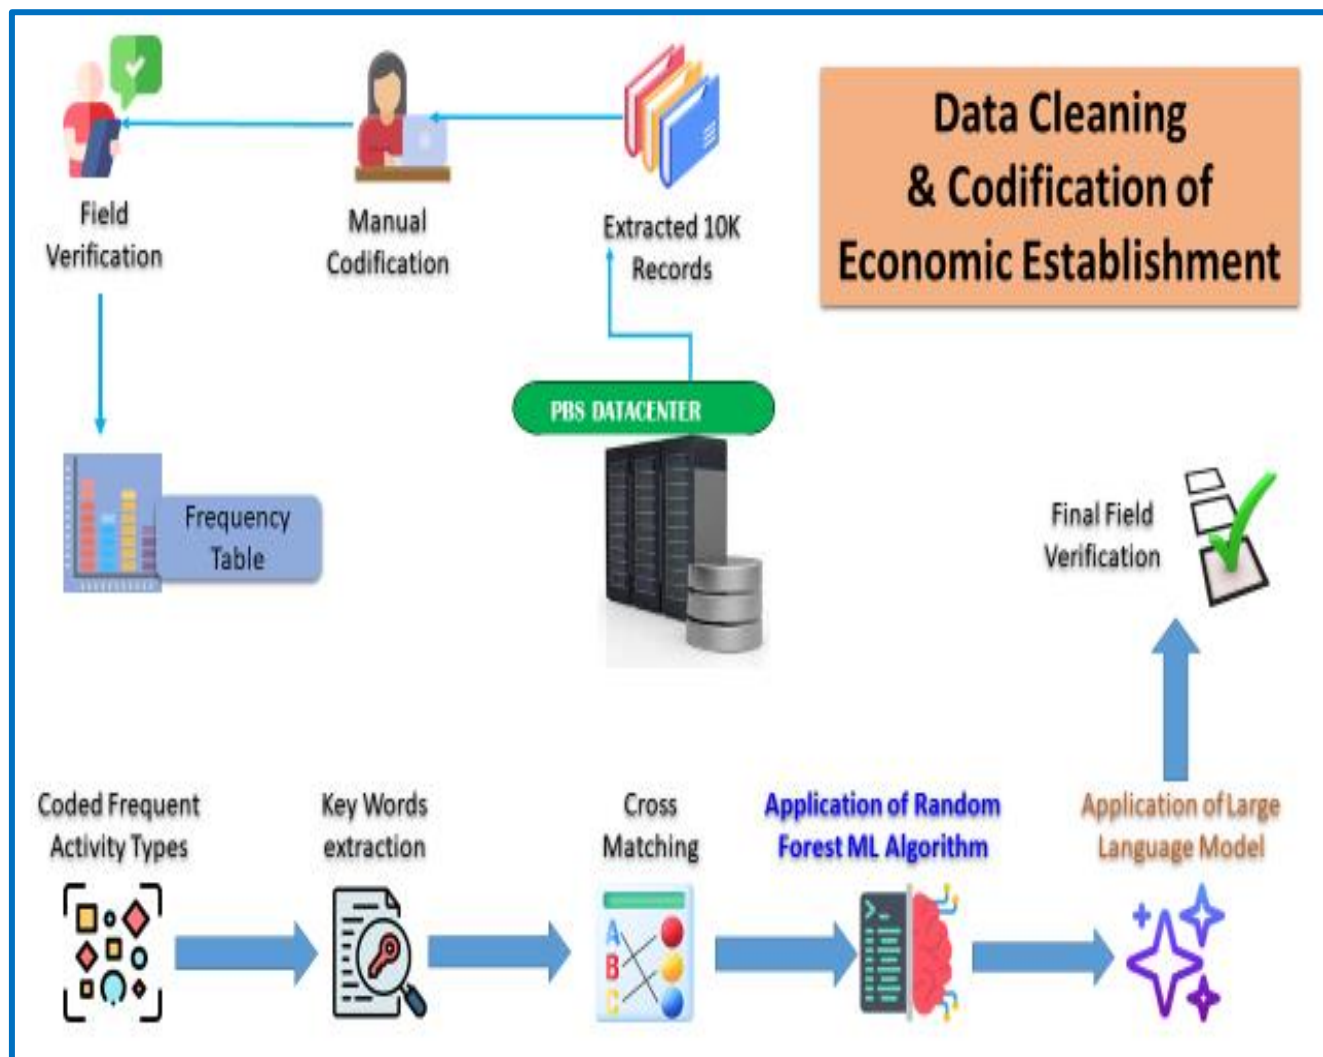 Data Cleaning
& Codification of
Economic Establishment
Field
Verification
Manual
Codification
Extracted 10K
Records
PBS DATACENTER
Frequency
Table
Final Field
Verification
Coded Frequent
Activity Types
Key Words
extraction
Cross
Matching
Application of Random
Forest ML Algorithm
Application of Large
Language Model
A
B
C